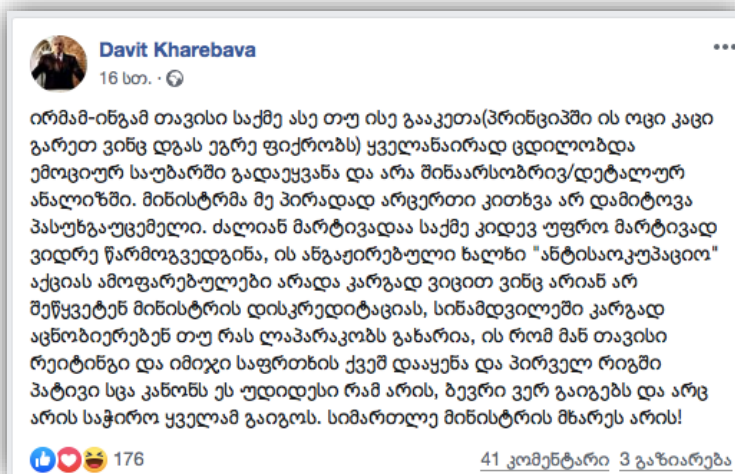 Davit Kharebava
16 სთ. ·
ირმამ-ინგამ თავისი საქმე ასე თუ ისე გააკეთა(პრინციპში ის ოცი კაცი
გარეთ ვინც დგას ეგრე ფიქრობს) ყველანაირად ცდილობდა
ემოციურ საუბარში გადაეყვანა და არა შინაარსობრივ/დეტალურ
ანალიზში. მინისტრმა მე პირადად არცერთი კითხვა არ დამიტოვა
პასუხგაუცემელი. ძალიან მარტივადაა საქმე კიდევ უფრო მარტივად
ვიდრე წარმოგვედგინა, ის ანგაჟირებული ხალხი "ანტისაოკუპაციო"
აქციას ამოფარებულები არადა კარგად ვიცით ვინც არიან არ
შეწყვეტენ მინისტრის დისკრედიტაციას, სინამდვილეში კარგად
აცნობიერებენ თუ რას ლაპარაკობს გახარია, ის რომ მან თავისი
რეიტინგი და იმიჯი საფრთხის ქვეშ დააყენა და პირველ რიგში
პატივი სცა კანონს ეს უდიდესი რამ არის, ბევრი ვერ გაიგებს და არც
არის საჭირო ყველამ გაიგოს. სიმართლე მინისტრის მხარეს არის!
176 41 კომენტარი 3 გაზიარება